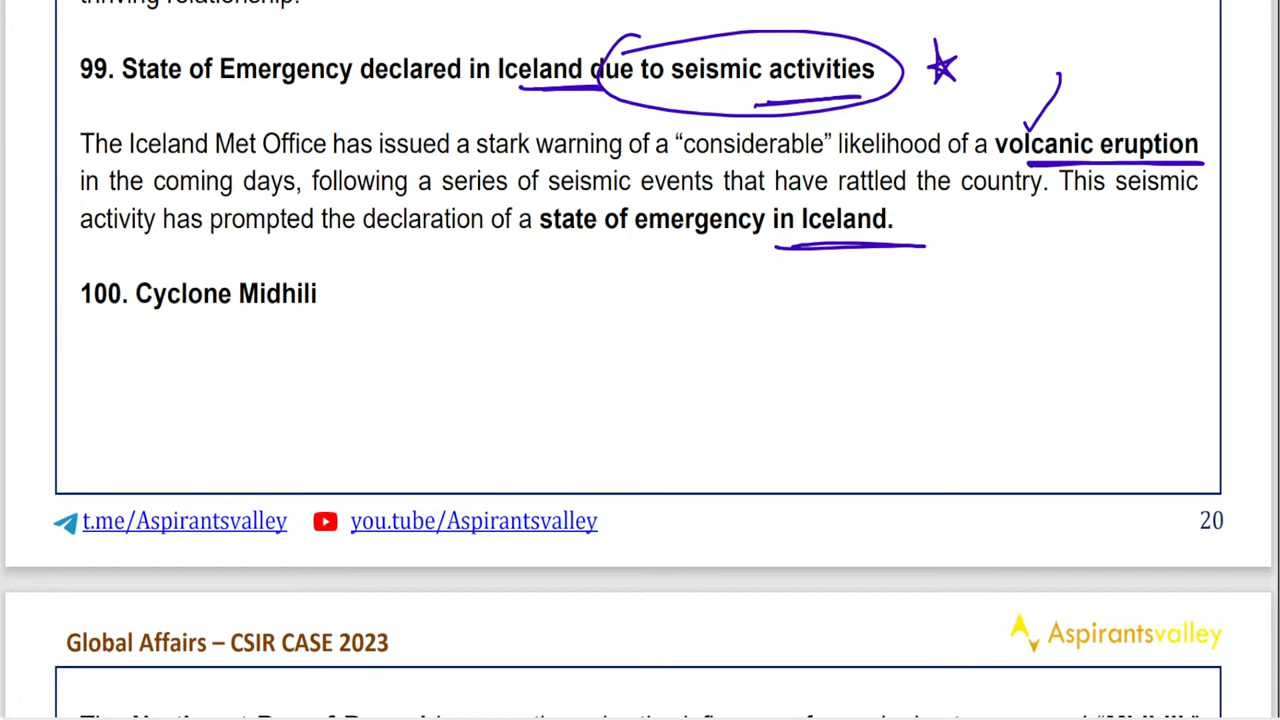 99. State of Emergency declared in Iceland due to seismic activities
The Iceland Met Office has issued a stark warning of a “considerable” likelihood of a volcanic eruption
in the coming days, following a series of seismic events that have rattled the country. This seismic
activity has prompted the declaration of a state of emergency in Iceland.
100. Cyclone Midhili
t.me/Aspirantsvalley you.tube/Aspirantsvalley 20
Global Affairs – CSIR CASE 2023 Aspirantsvalley